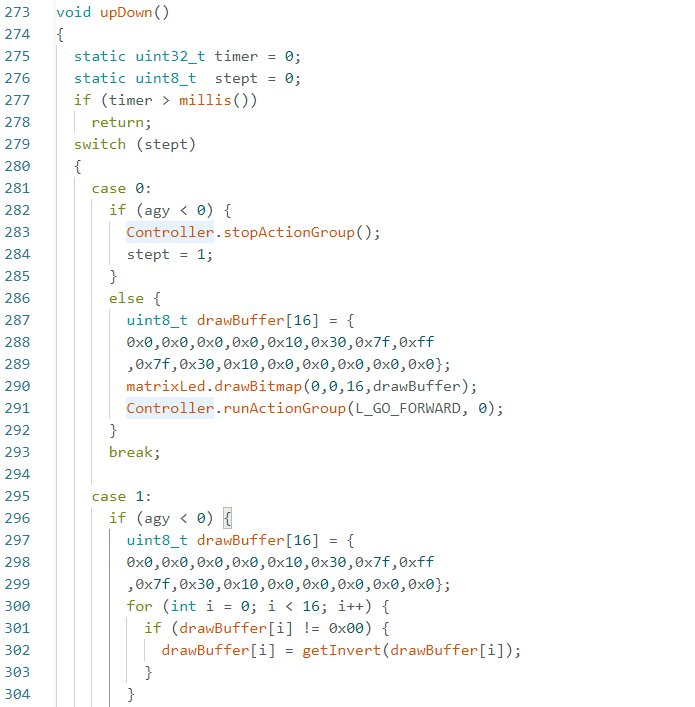 273 void upDown()
274 {
275 static uint32_t timer = 0;
276 static uint8_t  stept = 0;
277 if (timer > millis())
278 return;
279 switch (stept)
280 {
281 case 0:
282 if (agy < 0) {
283 Controller.stopActionGroup();
284 stept = 1;
285 }
286 else {
287 uint8_t drawBuffer[16] = {
288 0x0,0x0,0x0,0x0,0x10,0x30,0x7f,0xff
289 ,0x7f,0x30,0x10,0x0,0x0,0x0,0x0,0x0};
290 matrixLed.drawBitmap(0,0,16,drawBuffer);
291 Controller.runActionGroup(L_GO_FORWARD, 0);
292 }
293 break;
294
295 case 1:
296 if (agy < 0) {
297 uint8_t drawBuffer[16] = {
298 0x0,0x0,0x0,0x0,0x10,0x30,0x7f,0xff
299 ,0x7f,0x30,0x10,0x0,0x0,0x0,0x0,0x0};
300 for (int i = 0; i < 16; i++) {
301 if (drawBuffer[i] != 0x00) {
302 drawBuffer[i] = getInvert(drawBuffer[i]);
303 }
304 }